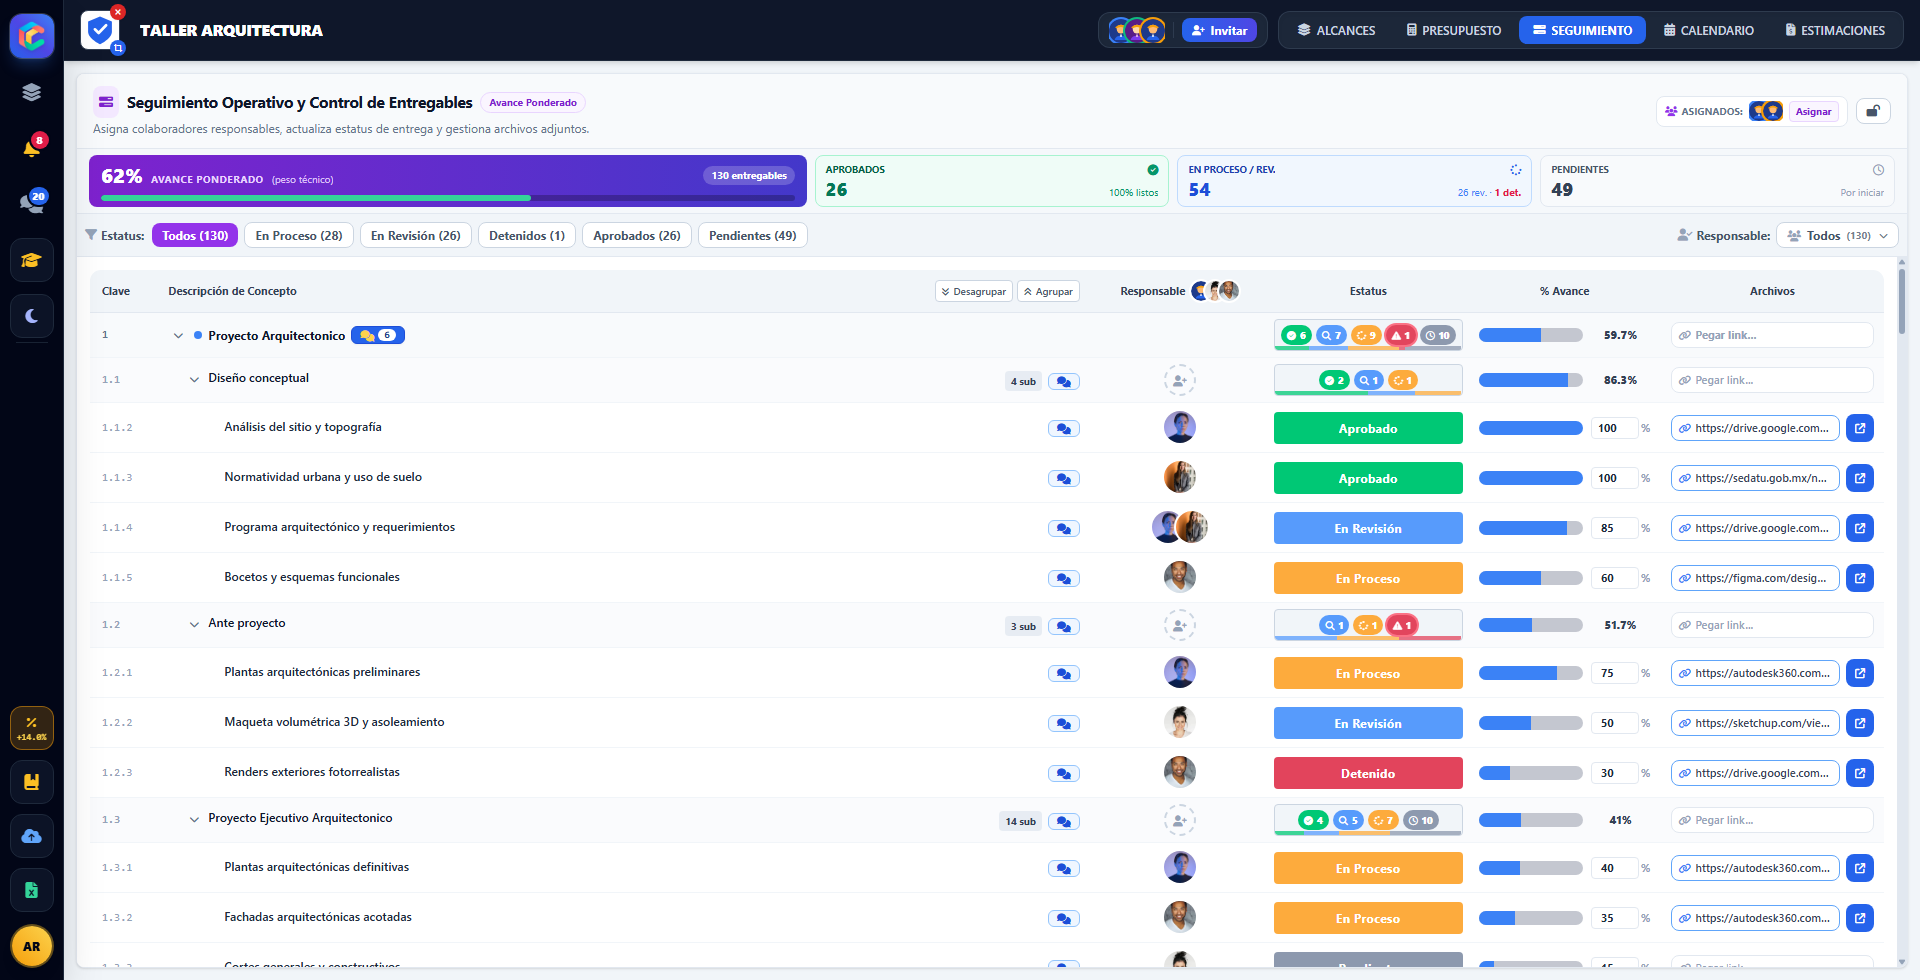 TALLER ARQUITECTURA
Invitar
ALCANCES
PRESUPUESTO
SEGUIMIENTO
CALENDARIO
ESTIMACIONES
8
20
+14.0%
AR
Seguimiento Operativo y Control de Entregables
Avance Ponderado
Asigna colaboradores responsables, actualiza estatus de entrega y gestiona archivos adjuntos.
ASIGNADOS:
Asignar
62% AVANCE PONDERADO (peso técnico)
130 entregables
APROBADOS
26
100% listos
EN PROCESO / REV.
54
26 rev. · 1 det.
PENDIENTES
49
Por iniciar
Estatus: Todos (130) En Proceso (28) En Revisión (26) Detenidos (1) Aprobados (26) Pendientes (49)
Responsable: Todos (130)
Clave Descripción de Concepto Desagrupar Agrupar Responsable Estatus % Avance Archivos
1 Proyecto Arquitectonico 6 6 7 9 1 10 59.7% Pegar link...
1.1 Diseño conceptual 4 sub 2 1 1 86.3% Pegar link...
1.1.2 Análisis del sitio y topografía Aprobado 100 % https://drive.google.com...
1.1.3 Normatividad urbana y uso de suelo Aprobado 100 % https://sedatu.gob.mx/n...
1.1.4 Programa arquitectónico y requerimientos En Revisión 85 % https://drive.google.com...
1.1.5 Bocetos y esquemas funcionales En Proceso 60 % https://figma.com/desig...
1.2 Ante proyecto 3 sub 1 1 1 51.7% Pegar link...
1.2.1 Plantas arquitectónicas preliminares En Proceso 75 % https://autodesk360.com...
1.2.2 Maqueta volumétrica 3D y asoleamiento En Revisión 50 % https://sketchup.com/vie...
1.2.3 Renders exteriores fotorrealistas Detenido 30 % https://drive.google.com...
1.3 Proyecto Ejecutivo Arquitectonico 14 sub 4 5 7 10 41% Pegar link...
1.3.1 Plantas arquitectónicas definitivas En Proceso 40 % https://autodesk360.com...
1.3.2 Fachadas arquitectónicas acotadas En Proceso 35 % https://autodesk360.com...
Cortes generales y constructivos